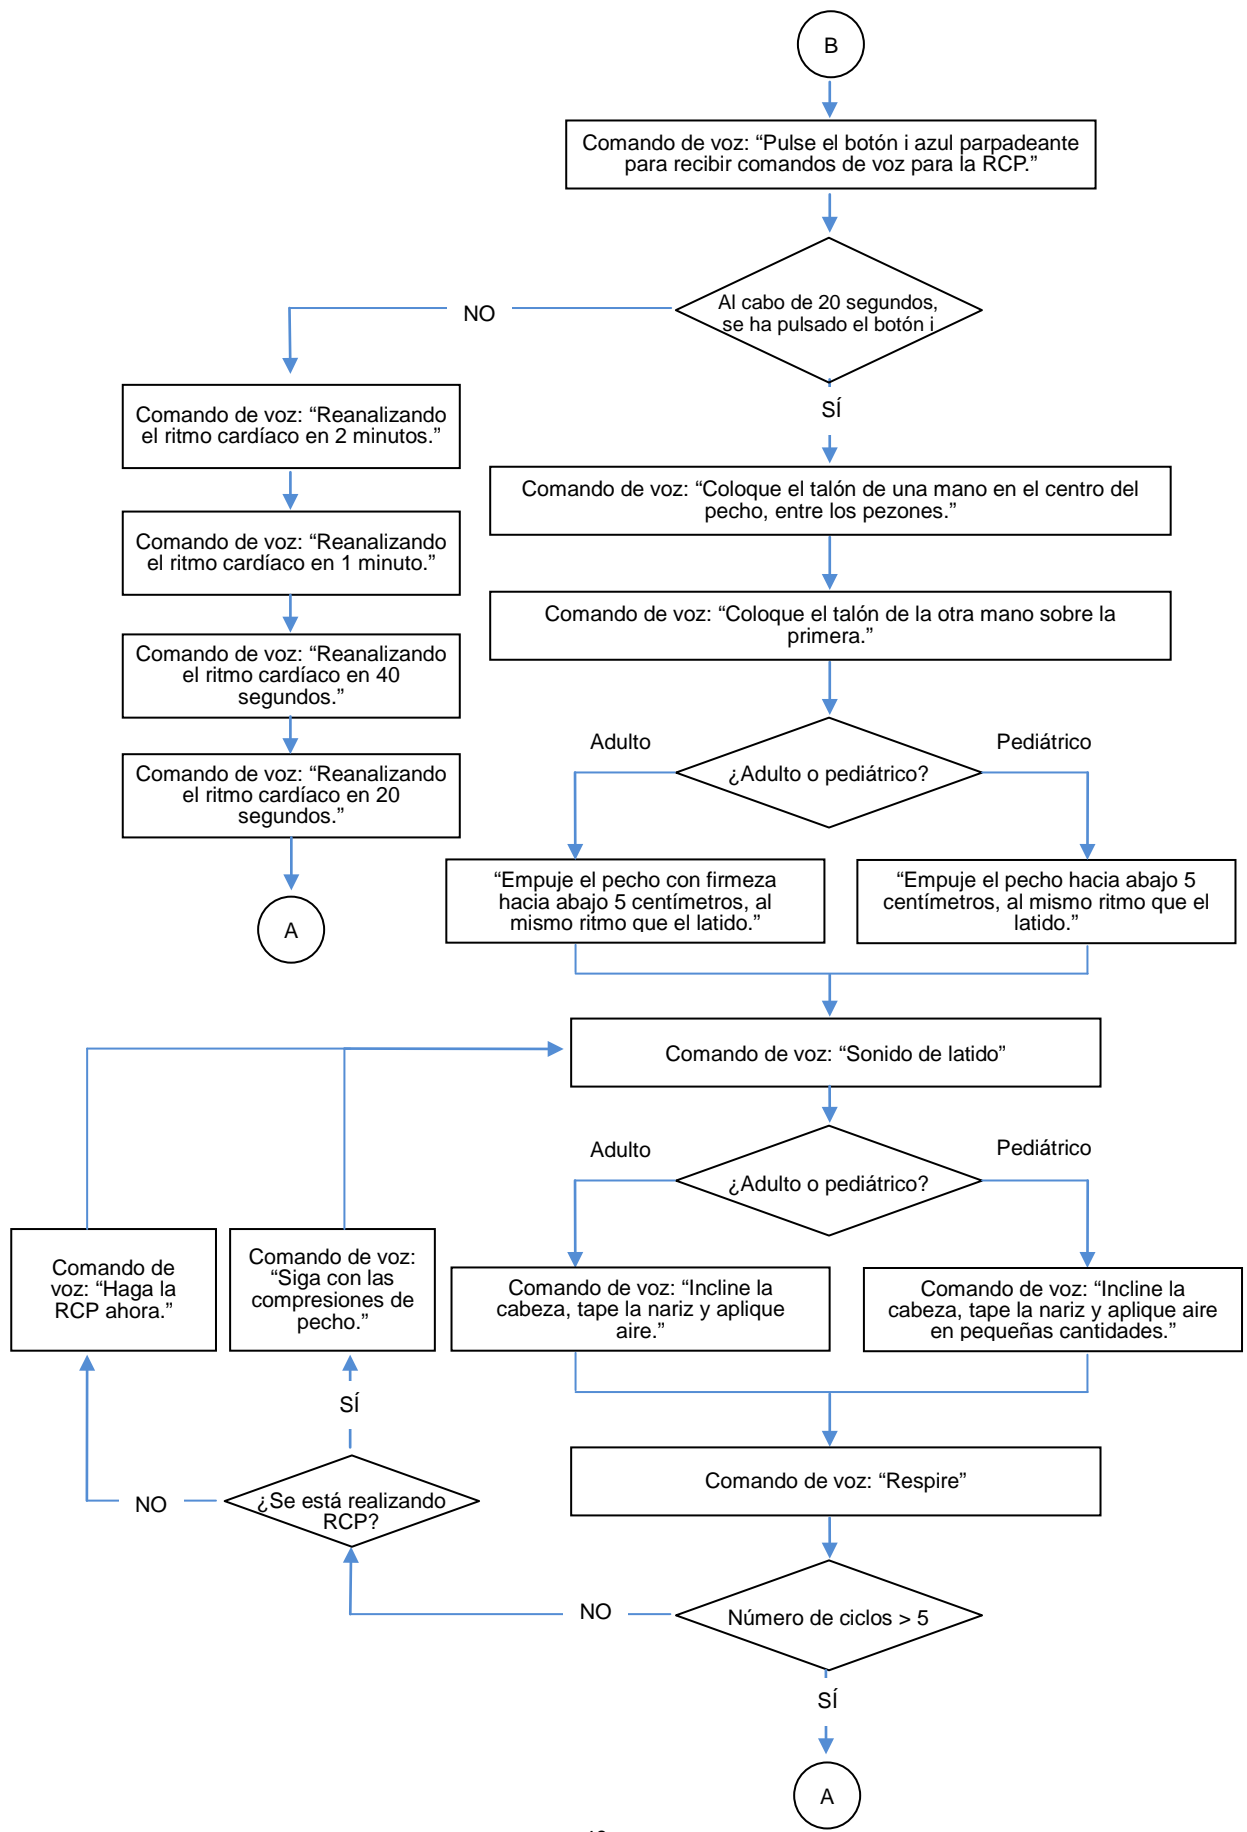 B
Comando de voz: “Pulse el botón i azul parpadeante
para recibir comandos de voz para la RCP.”
Al cabo de 20 segundos,
se ha pulsado el botón i
NO
SÍ
Comando de voz: “Reanalizando
el ritmo cardíaco en 2 minutos.”
Comando de voz: “Reanalizando
el ritmo cardíaco en 1 minuto.”
Comando de voz: “Reanalizando
el ritmo cardíaco en 40
segundos.”
Comando de voz: “Reanalizando
el ritmo cardíaco en 20
segundos.”
A
Comando de voz: “Coloque el talón de una mano en el centro del
pecho, entre los pezones.”
Comando de voz: “Coloque el talón de la otra mano sobre la
primera.”
Adulto
Pediátrico
¿Adulto o pediátrico?
“Empuje el pecho con firmeza
hacia abajo 5 centímetros, al
mismo ritmo que el latido.”
“Empuje el pecho hacia abajo 5
centímetros, al mismo ritmo que el
latido.”
Comando de voz: “Sonido de latido”
Adulto
Pediátrico
¿Adulto o pediátrico?
Comando de
voz: “Haga la
RCP ahora.”
Comando de voz:
“Siga con las
compresiones de
pecho.”
Comando de voz: “Incline la
cabeza, tape la nariz y aplique
aire.”
Comando de voz: “Incline la
cabeza, tape la nariz y aplique aire
en pequeñas cantidades.”
SÍ
NO
¿Se está realizando
RCP?
Comando de voz: “Respire”
NO
Número de ciclos > 5
SÍ
A